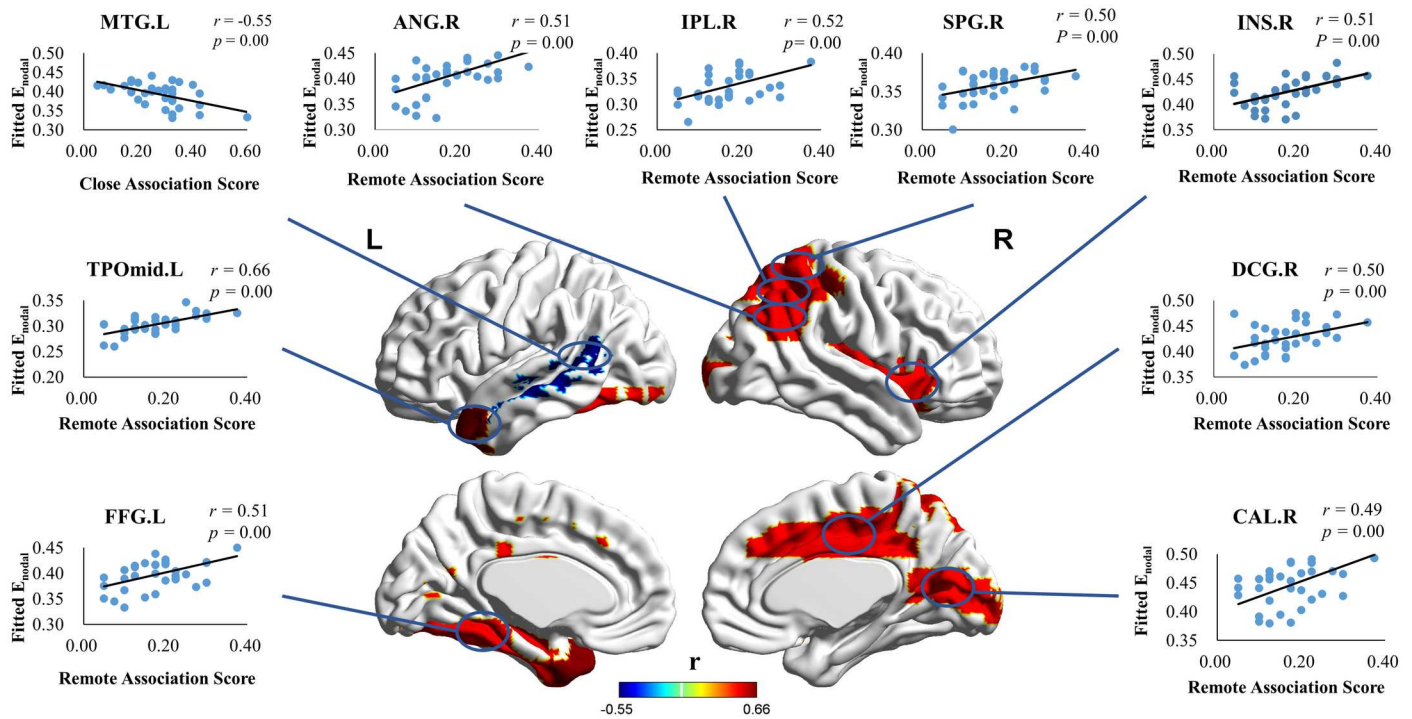 MTG.L
r = -0.55
p = 0.00
Fitted E_nodal
0.50
0.45
0.40
0.35
0.30
0.00
0.20
0.40
0.60
Close Association Score
ANG.R
r = 0.51
p = 0.00
Fitted E_nodal
0.45
0.40
0.35
0.30
0.00
0.20
0.40
Remote Association Score
IPL.R
r = 0.52
p = 0.00
Fitted E_nodal
0.40
0.35
0.30
0.25
0.00
0.20
0.40
Remote Association Score
SPG.R
r = 0.50
P = 0.00
Fitted E_nodal
0.40
0.35
0.30
0.00
0.20
0.40
Remote Association Score
INS.R
r = 0.51
P = 0.00
Fitted E_nodal
0.50
0.45
0.40
0.35
0.00
0.20
0.40
Remote Association Score
L
R
TPOmid.L
r = 0.66
p = 0.00
Fitted E_nodal
0.35
0.30
0.25
0.20
0.00
0.20
0.40
Remote Association Score
DCG.R
r = 0.50
p = 0.00
Fitted E_nodal
0.50
0.45
0.40
0.35
0.00
0.20
0.40
Remote Association Score
FFG.L
r = 0.51
p = 0.00
Fitted E_nodal
0.45
0.40
0.35
0.30
0.00
0.20
0.40
Remote Association Score
CAL.R
r = 0.49
p = 0.00
Fitted E_nodal
0.50
0.45
0.40
0.35
0.00
0.20
0.40
Remote Association Score
r
-0.55
0.66